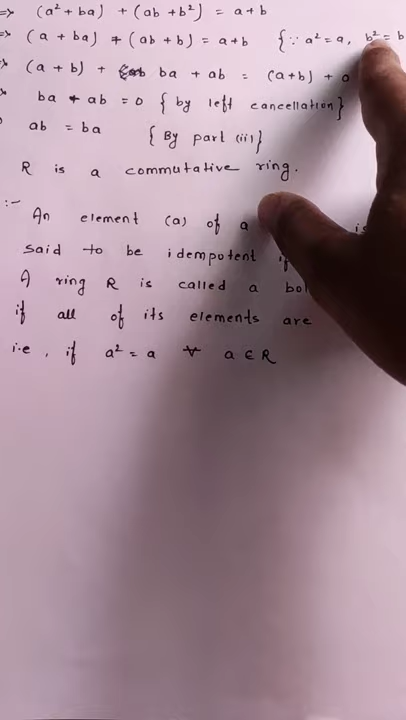 => (a² + ba) + (ab + b²) = a+b
=> (a + ba) + (ab + b) = a+b {∵ a² = a, b² = b
=> (a + b) + ba + ab = (a+b) + 0
ba + ab = 0 {by left cancellation}
ab = ba {By part (ii)}
R is a commutative ring.
:- An element (a) of a
said to be idempotent
A ring R is called a
if all of its elements are
i.e, if a² = a ∀ a ∈ R